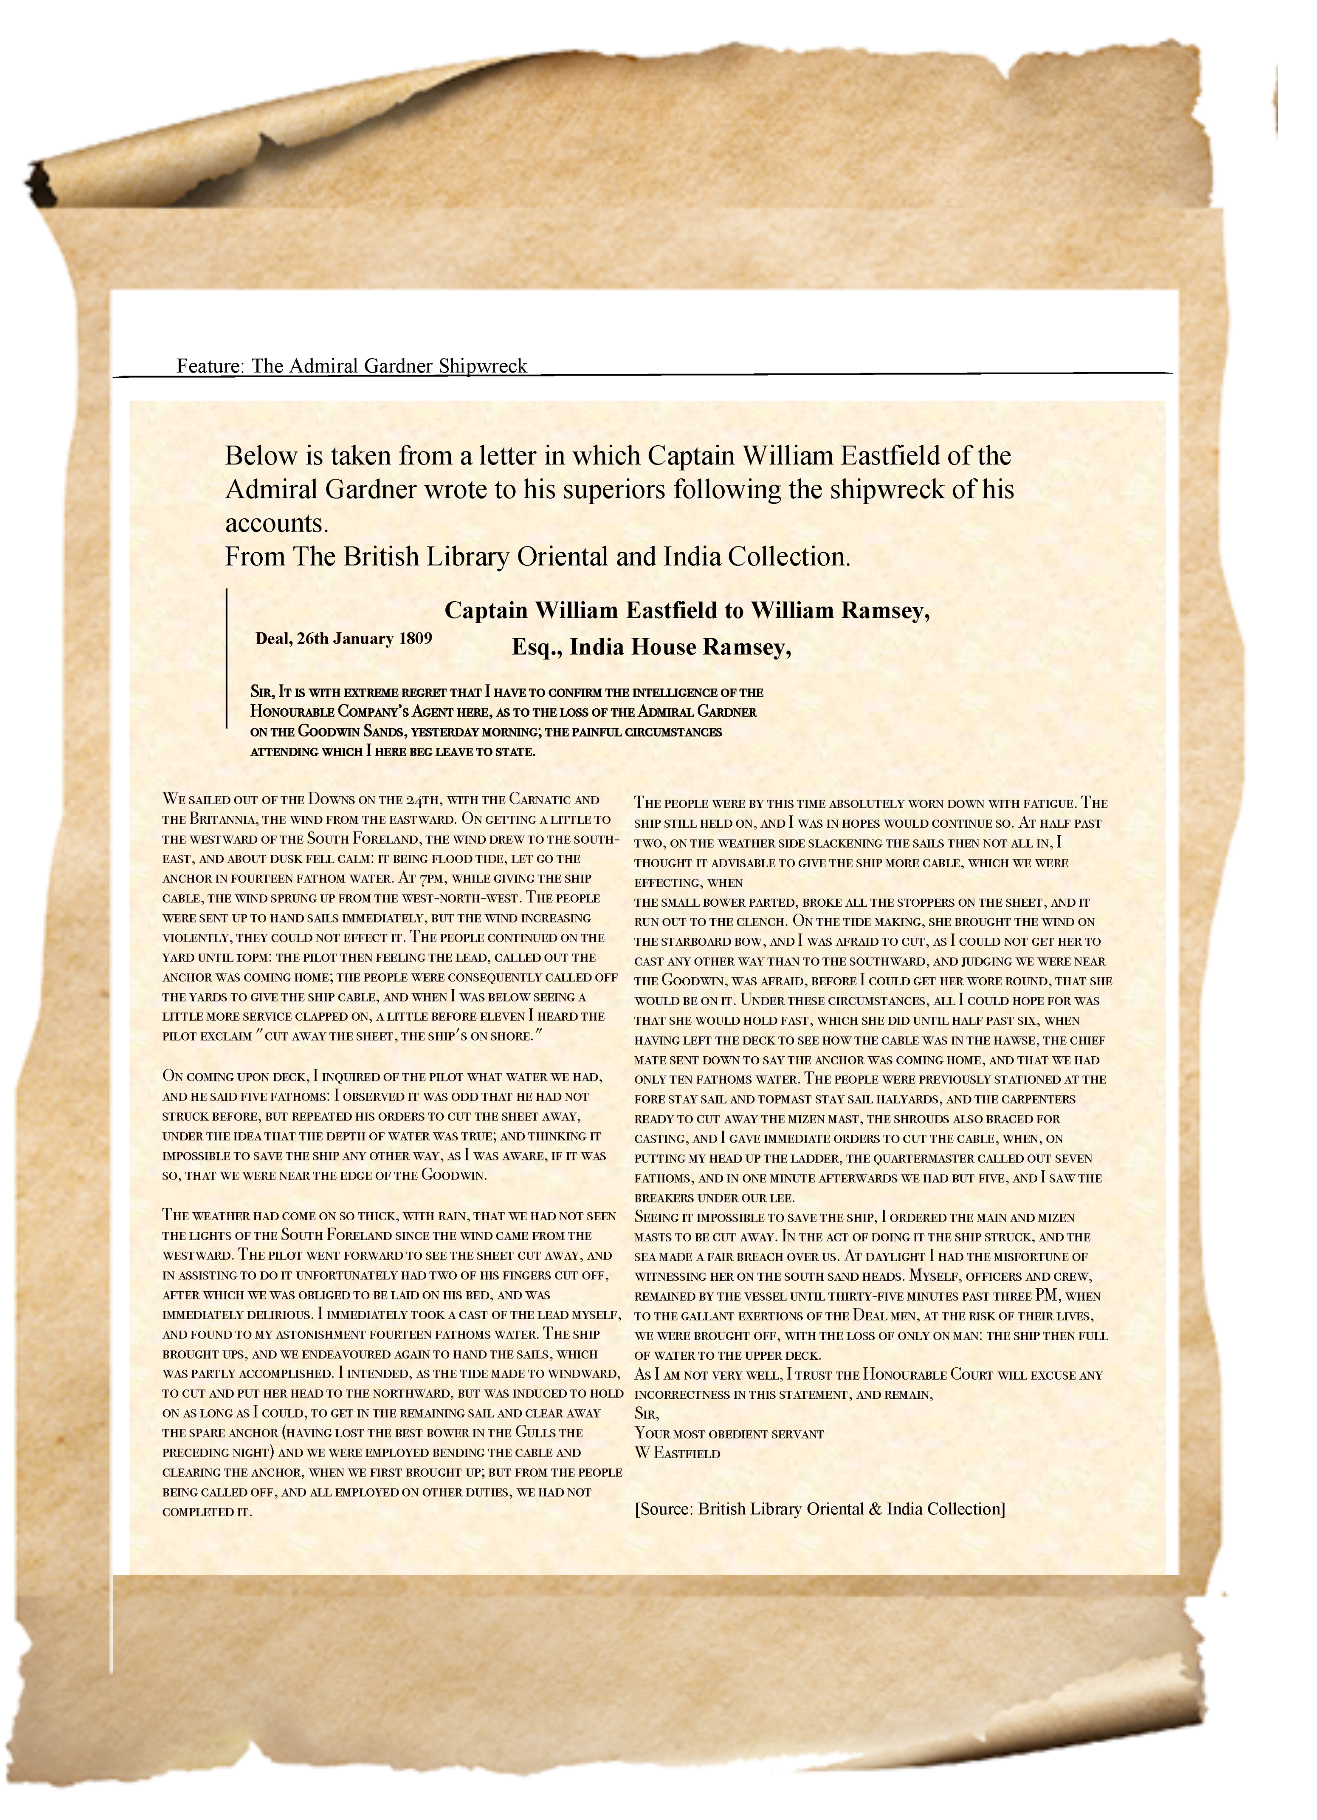 Feature: The Admiral Gardner Shipwreck
Below is taken from a letter in which Captain William Eastfield of the
Admiral Gardner wrote to his superiors following the shipwreck of his
accounts.
From The British Library Oriental and India Collection.
Captain William Eastfield to William Ramsey,
Deal, 26th January 1809
Esq., India House Ramsey,
Sir, It is with extreme regret that I have to confirm the intelligence of the
Honourable Company's Agent here, as to the loss of the Admiral Gardner
on the Goodwin Sands, yesterday morning; the painful circumstances
attending which I here beg leave to state.
We sailed out of the Downs on the 24th, with the Carnatic and
the Britannia, the wind from the eastward. On getting a little to
the westward of the South Foreland, the wind drew to the south-
east, and about dusk fell calm: it being flood tide, let go the
anchor in fourteen fathom water. At 7pm, while giving the ship
cable, the wind sprung up from the west-north-west. The people
were sent up to hand sails immediately, but the wind increasing
violently, they could not effect it. The people continued on the
yard until 10pm: the pilot then feeling the lead, called out the
anchor was coming home; the people were consequently called off
the yards to give the ship cable, and when I was below seeing a
little more service clapped on, a little before eleven I heard the
pilot exclaim "cut away the sheet, the ship's on shore."
On coming upon deck, I inquired of the pilot what water we had,
and he said five fathoms: I observed it was odd that he had not
struck before, but repeated his orders to cut the sheet away,
under the idea that the depth of water was true; and thinking it
impossible to save the ship any other way, as I was aware, if it was
so, that we were near the edge of the Goodwin.
The weather had come on so thick, with rain, that we had not seen
the lights of the South Foreland since the wind came from the
westward. The pilot went forward to see the sheet cut away, and
in assisting to do it unfortunately had two of his fingers cut off,
after which we was obliged to be laid on his bed, and was
immediately delirious. I immediately took a cast of the lead myself,
and found to my astonishment fourteen fathoms water. The ship
brought ups, and we endeavoured again to hand the sails, which
was partly accomplished. I intended, as the tide made to windward,
to cut and put her head to the northward, but was induced to hold
on as long as I could, to get in the remaining sail and clear away
the spare anchor (having lost the best bower in the Gulls the
preceding night) and we were employed bending the cable and
clearing the anchor, when we first brought up; but from the people
being called off, and all employed on other duties, we had not
completed it.
The people were by this time absolutely worn down with fatigue. The
ship still held on, and I was in hopes would continue so. At half past
two, on the weather side slackening the sails then not all in, I
thought it advisable to give the ship more cable, which we were
effecting, when
the small bower parted, broke all the stoppers on the sheet, and it
run out to the clench. On the tide making, she brought the wind on
the starboard bow, and I was afraid to cut, as I could not get her to
cast any other way than to the southward, and judging we were near
the Goodwin, was afraid, before I could get her wore round, that she
would be on it. Under these circumstances, all I could hope for was
that she would hold fast, which she did until half past six, when
having left the deck to see how the cable was in the hawse, the chief
mate sent down to say the anchor was coming home, and that we had
only ten fathoms water. The people were previously stationed at the
fore stay sail and topmast stay sail halyards, and the carpenters
ready to cut away the mizen mast, the shrouds also braced for
casting, and I gave immediate orders to cut the cable, when, on
putting my head up the ladder, the quartermaster called out seven
fathoms, and in one minute afterwards we had but five, and I saw the
breakers under our lee.
Seeing it impossible to save the ship, I ordered the main and mizen
masts to be cut away. In the act of doing it the ship struck, and the
sea made a fair breach over us. At daylight I had the misfortune of
witnessing her on the south sand heads. Myself, officers and crew,
remained by the vessel until thirty-five minutes past three PM, when
to the gallant exertions of the Deal men, at the risk of their lives,
we were brought off, with the loss of only on man: the ship then full
of water to the upper deck.
As I am not very well, I trust the Honourable Court will excuse any
incorrectness in this statement, and remain,
Sir,
Your most obedient servant
W Eastfield
[Source: British Library Oriental & India Collection]